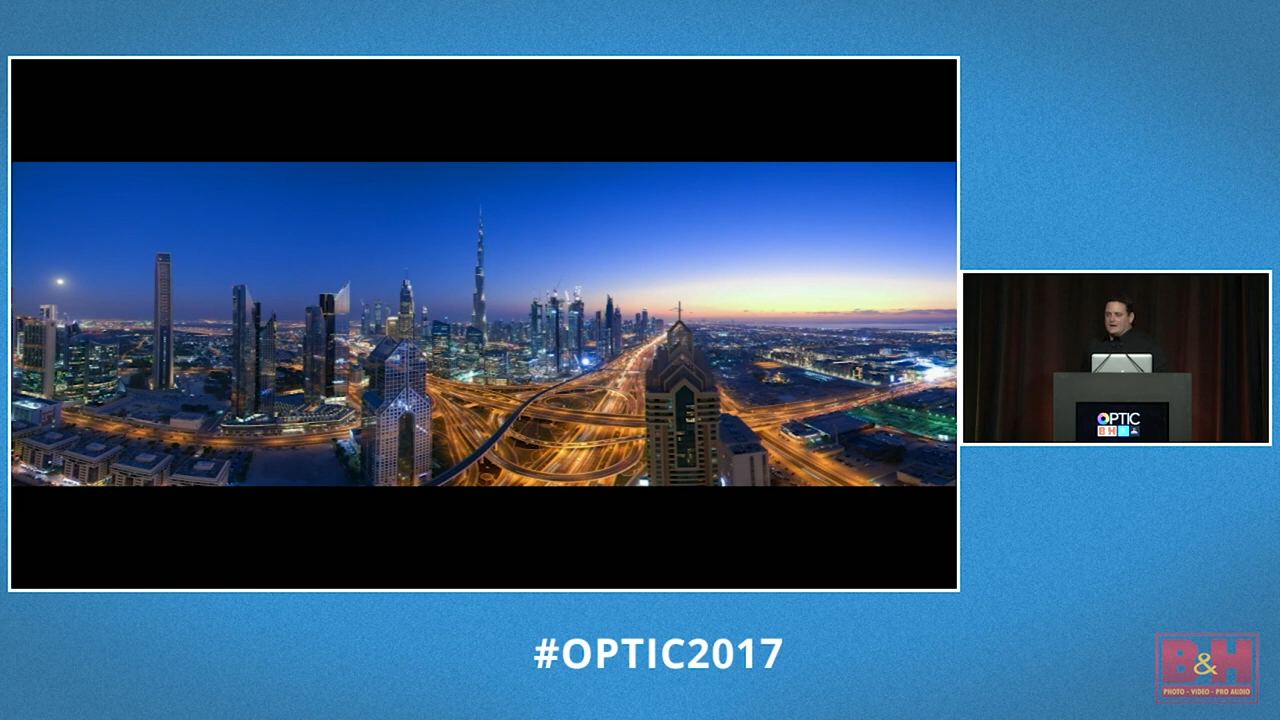 OPTIC
B H
#OPTIC2017
B&H
PHOTO - VIDEO - PRO AUDIO